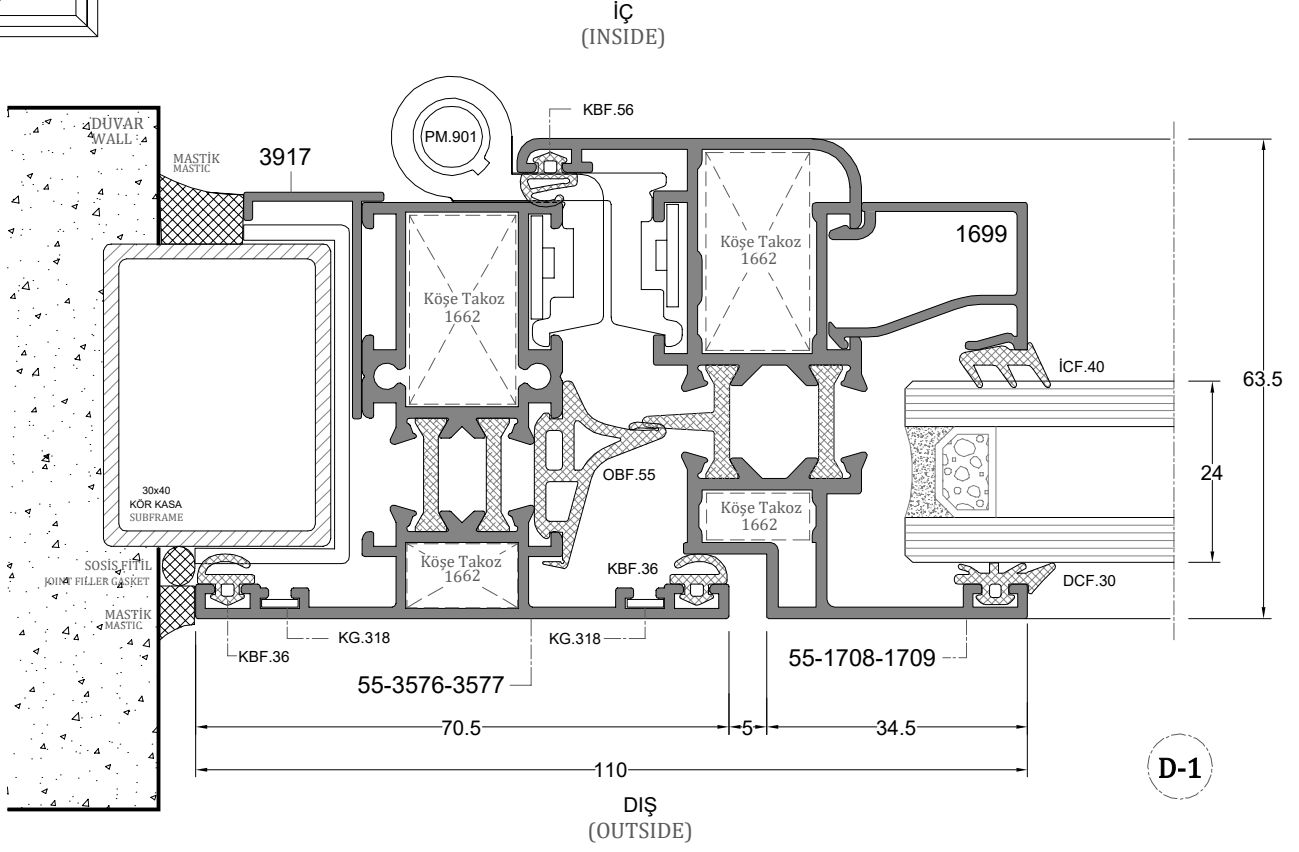 İÇ
(INSIDE)
KBF.56
DUVAR
WALL
PM.901
MASTİK
MASTIC
3917
Köşe Takoz
1662
1699
Köşe Takoz
1662
İCF.40
63.5
OBF.55
24
30x40
KÖR KASA
SUBFRAME
Köşe Takoz
1662
SOSİS FİTİL
JOINT FILLER GASKET
Köşe Takoz
1662
KBF.36
DCF.30
MASTİK
MASTIC
KG.318
KG.318
KBF.36
55-1708-1709
55-3576-3577
70.5
5
34.5
110
D-1
DIŞ
(OUTSIDE)